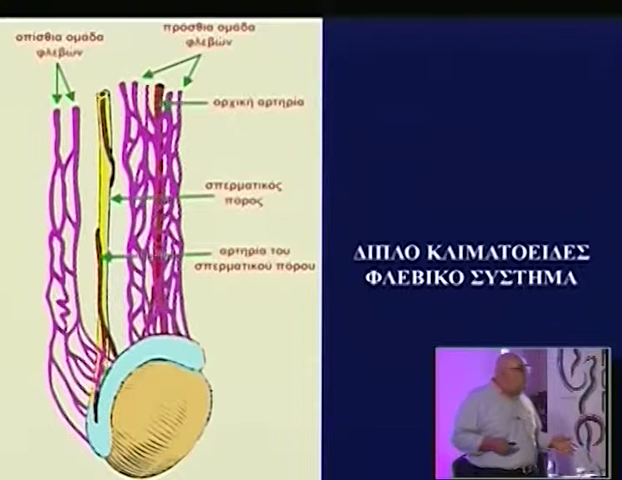 οπίσθια ομάδα
φλεβών
πρόσθια ομάδα
φλεβών
ορχική αρτηρία
σπερματικός
πόρος
αρτηρία του
σπερματικού πόρου
ΔΙΠΛΟ ΚΛΙΜΑΤΟΕΙΔΕΣ
ΦΛΕΒΙΚΟ ΣΥΣΤΗΜΑ